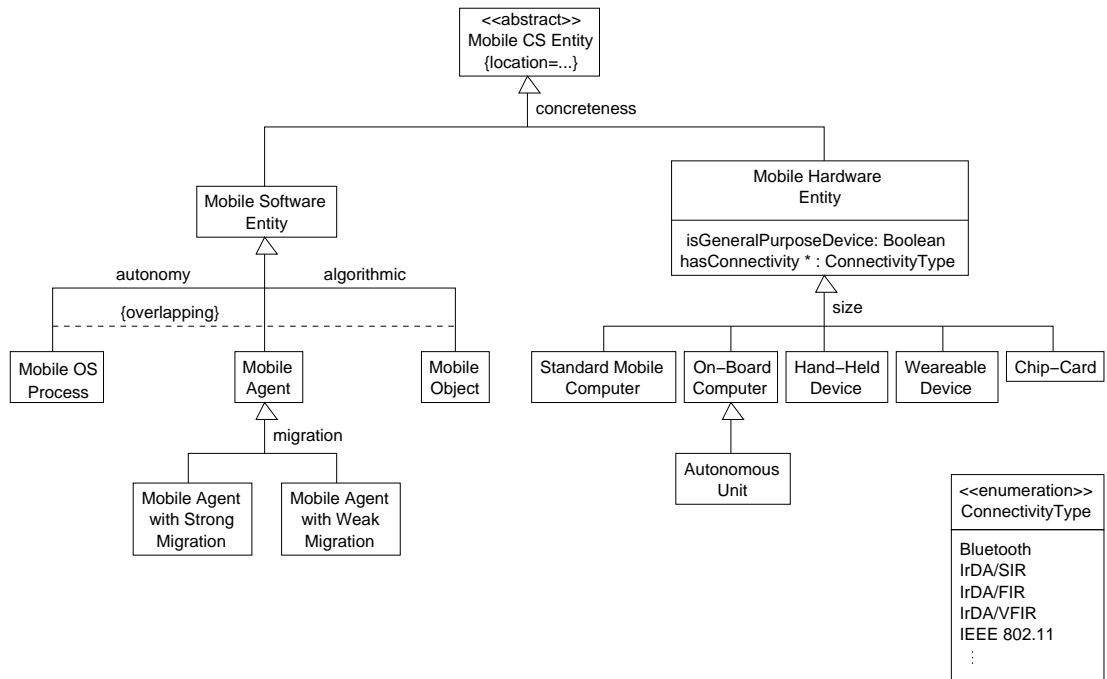 <<abstract>>
Mobile CS Entity
{location=...}
concreteness
Mobile Software
Entity
Mobile Hardware
Entity
isGeneralPurposeDevice: Boolean
hasConnectivity * : ConnectivityType
autonomy
algorithmic
{overlapping}
size
Mobile OS
Process
Mobile
Agent
Mobile
Object
Standard Mobile
Computer
On−Board
Computer
Hand−Held
Device
Weareable
Device
Chip−Card
migration
Mobile Agent
with Strong
Migration
Mobile Agent
with Weak
Migration
Autonomous
Unit
<<enumeration>>
ConnectivityType
Bluetooth
IrDA/SIR
IrDA/FIR
IrDA/VFIR
IEEE 802.11
⋮